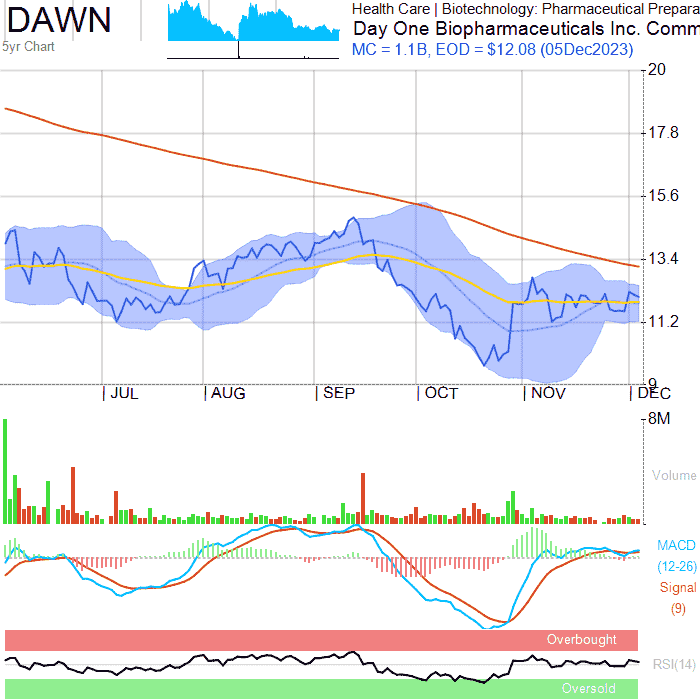 DAWN
5yr Chart
Health Care | Biotechnology: Pharmaceutical Prepara
Day One Biopharmaceuticals Inc. Comm
MC = 1.1B, EOD = $12.08 (05Dec2023)
20
17.8
15.6
13.4
11.2
9
JUL AUG SEP OCT NOV DEC
8M
Volume
MACD
(12-26)
Signal
(9)
Overbought
RSI(14)
Oversold